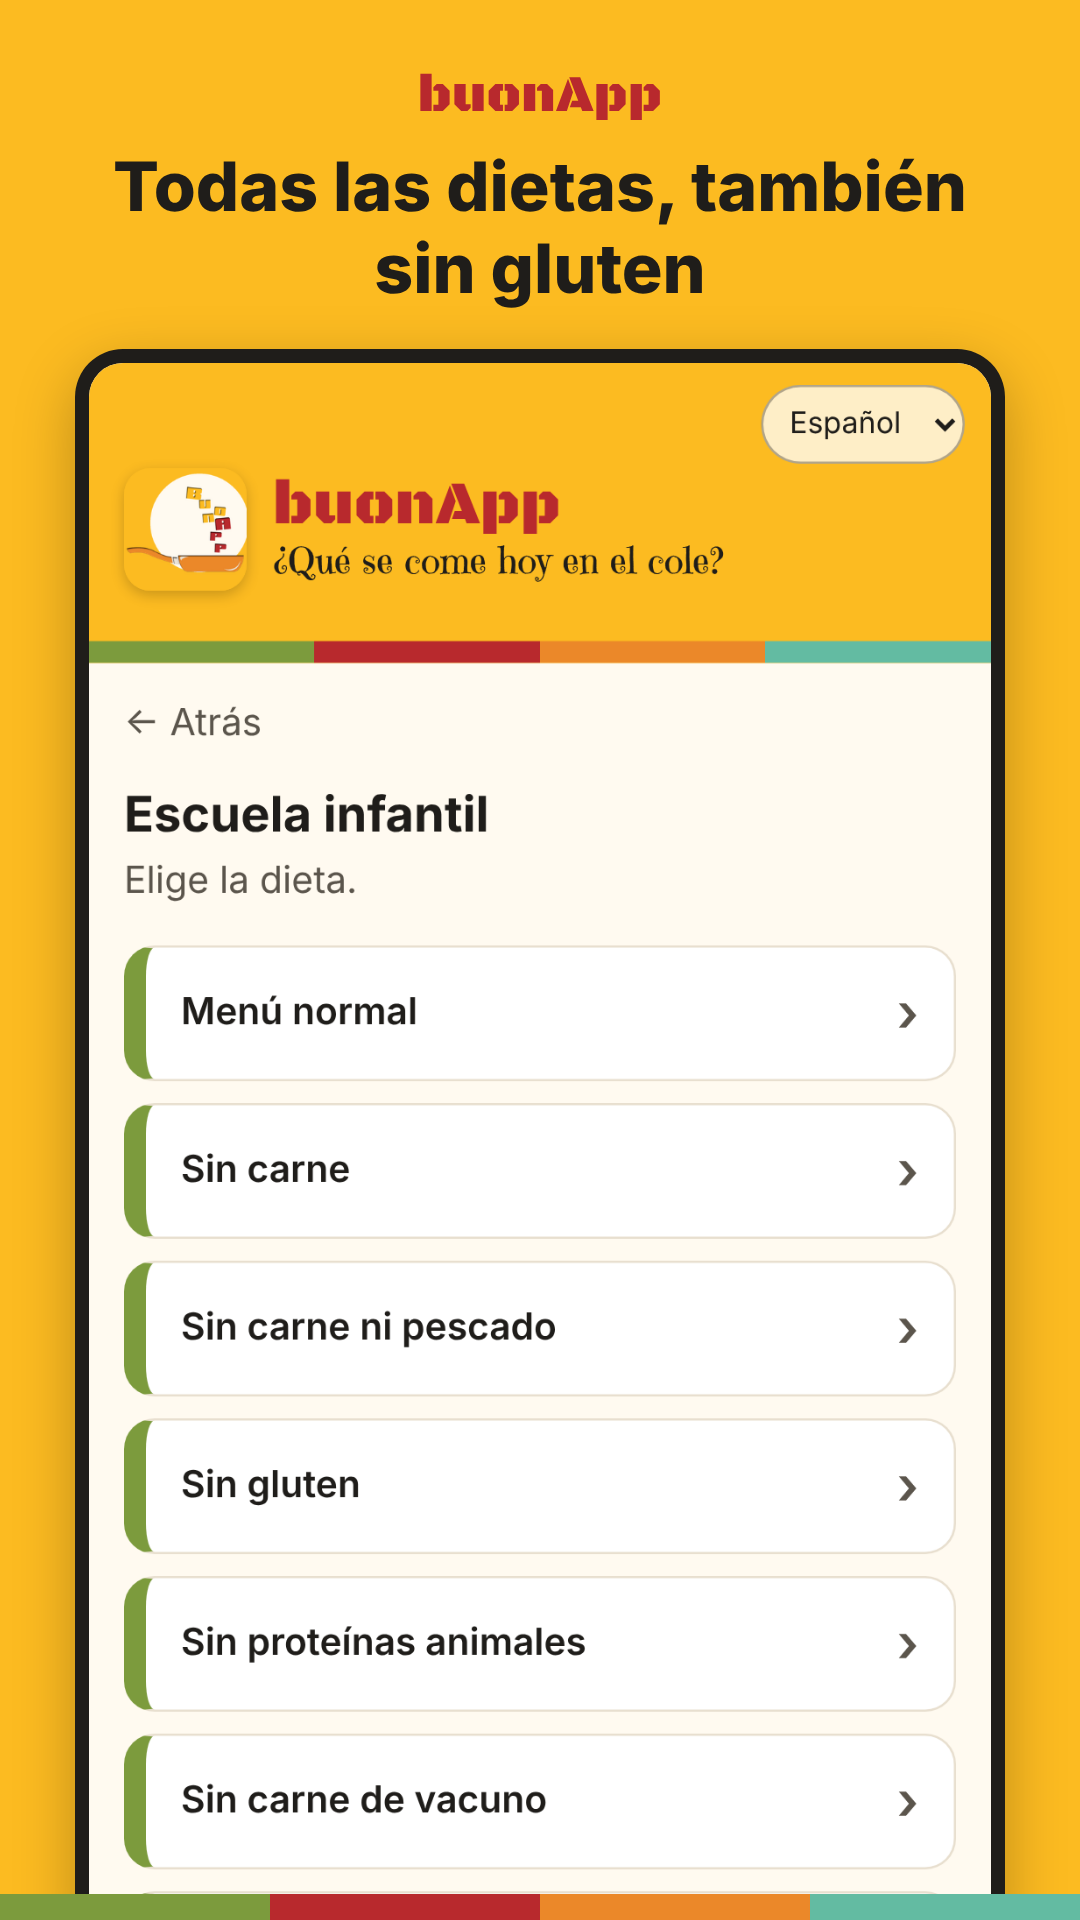 buonApp
Todas las dietas, también
sin gluten
Español
buonApp
¿Qué se come hoy en el cole?
← Atrás
Escuela infantil
Elige la dieta.
Menú normal
Sin carne
Sin carne ni pescado
Sin gluten
Sin proteínas animales
Sin carne de vacuno